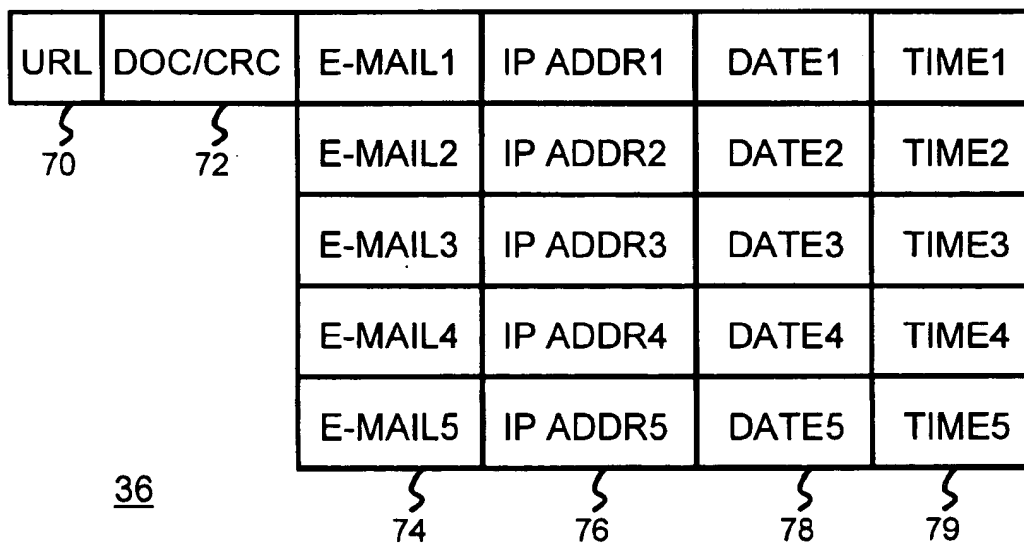 URL DOC/CRC E-MAIL1 IP ADDR1 DATE1 TIME1
70 72 E-MAIL2 IP ADDR2 DATE2 TIME2
E-MAIL3 IP ADDR3 DATE3 TIME3
E-MAIL4 IP ADDR4 DATE4 TIME4
E-MAIL5 IP ADDR5 DATE5 TIME5
36
74 76 78 79